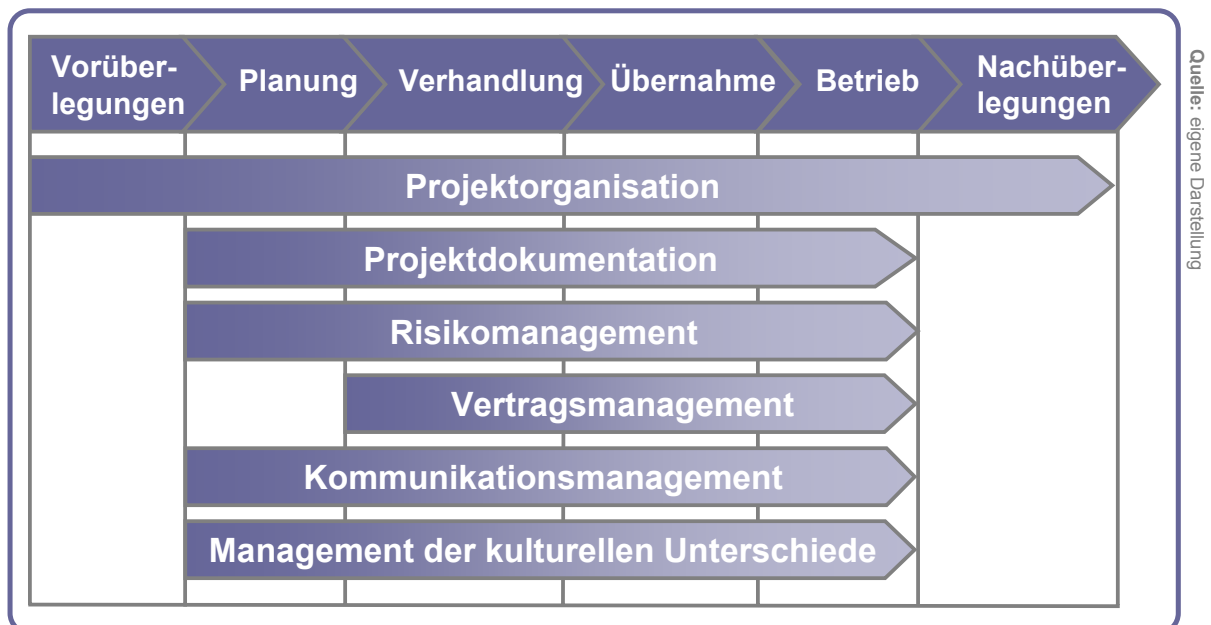 Vorüber-
legungen
Planung
Verhandlung
Übernahme
Betrieb
Nachüber-
legungen
Projektorganisation
Projektdokumentation
Risikomanagement
Vertragsmanagement
Kommunikationsmanagement
Management der kulturellen Unterschiede
Quelle: eigene Darstellung